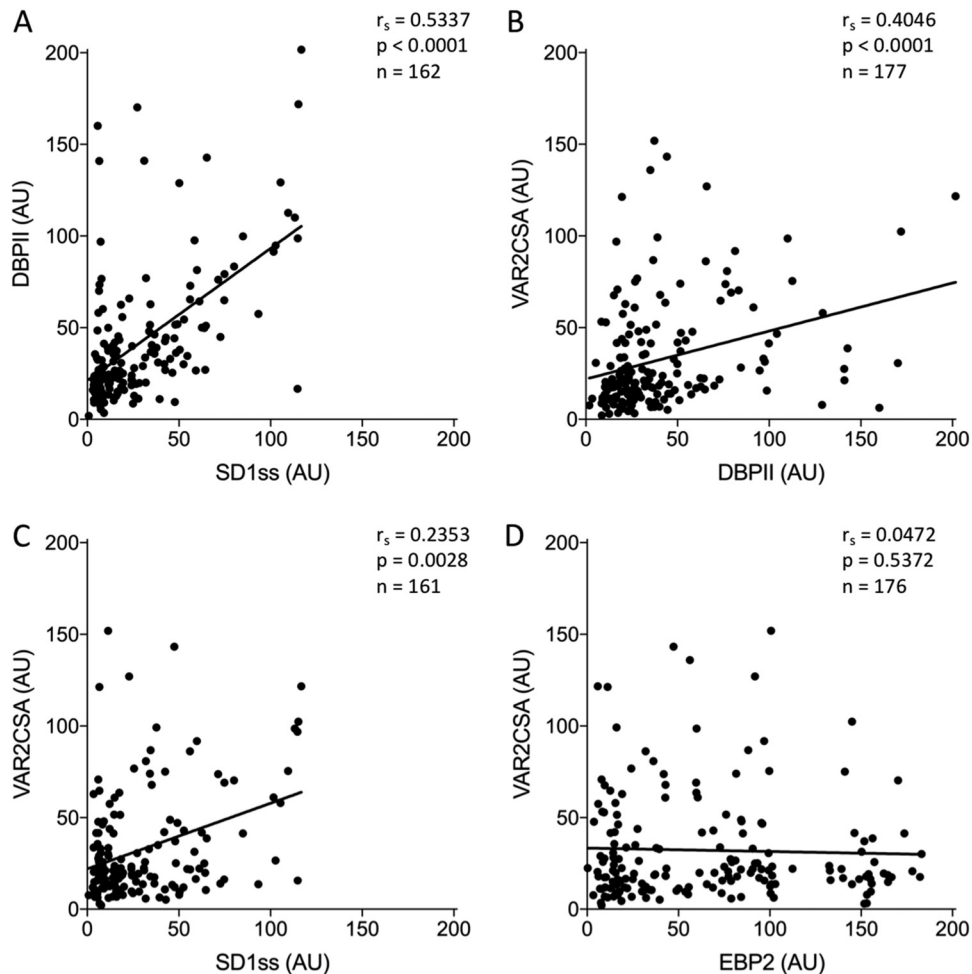 A
r_s = 0.5337
p < 0.0001
n = 162
DBPII (AU)
200
150
100
50
0
0 50 100 150 200
SD1ss (AU)
B
r_s = 0.4046
p < 0.0001
n = 177
VAR2CSA (AU)
200
150
100
50
0
0 50 100 150 200
DBPII (AU)
C
r_s = 0.2353
p = 0.0028
n = 161
VAR2CSA (AU)
200
150
100
50
0
0 50 100 150 200
SD1ss (AU)
D
r_s = 0.0472
p = 0.5372
n = 176
VAR2CSA (AU)
200
150
100
50
0
0 50 100 150 200
EBP2 (AU)